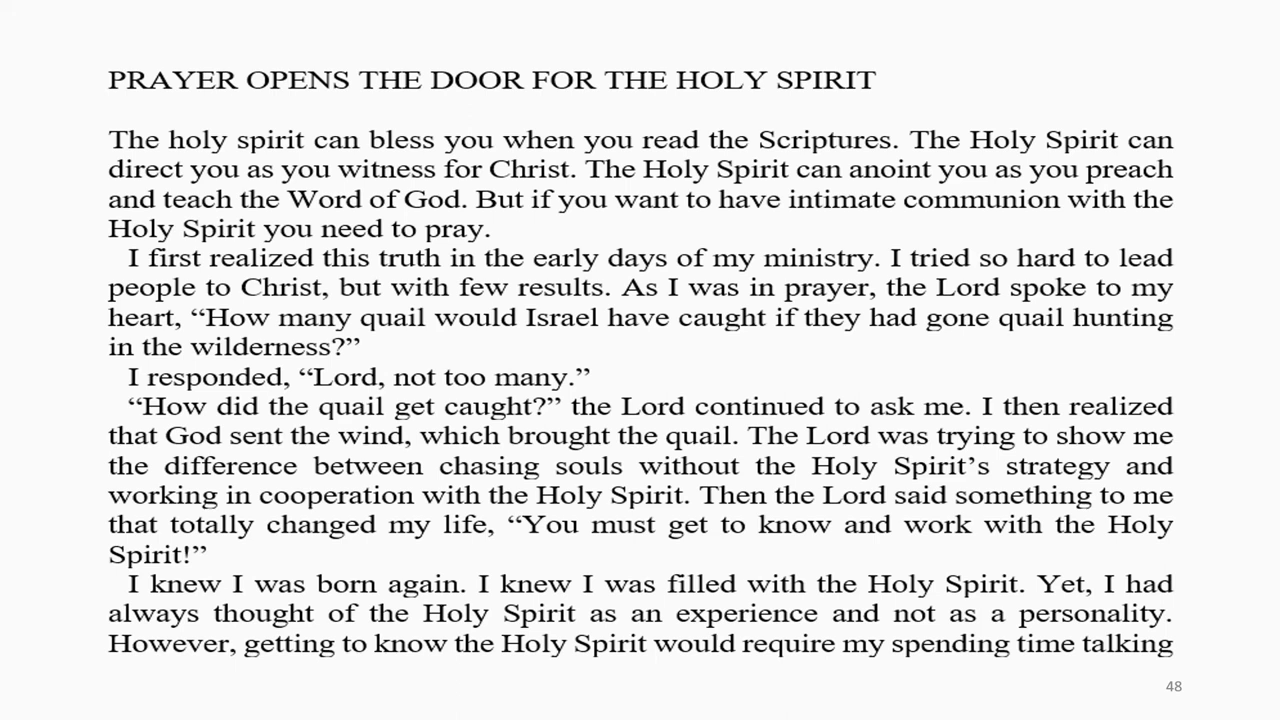 PRAYER OPENS THE DOOR FOR THE HOLY SPIRIT
The holy spirit can bless you when you read the Scriptures. The Holy Spirit can
direct you as you witness for Christ. The Holy Spirit can anoint you as you preach
and teach the Word of God. But if you want to have intimate communion with the
Holy Spirit you need to pray.
I first realized this truth in the early days of my ministry. I tried so hard to lead
people to Christ, but with few results. As I was in prayer, the Lord spoke to my
heart, “How many quail would Israel have caught if they had gone quail hunting
in the wilderness?”
I responded, “Lord, not too many.”
“How did the quail get caught?” the Lord continued to ask me. I then realized
that God sent the wind, which brought the quail. The Lord was trying to show me
the difference between chasing souls without the Holy Spirit’s strategy and
working in cooperation with the Holy Spirit. Then the Lord said something to me
that totally changed my life, “You must get to know and work with the Holy
Spirit!”
I knew I was born again. I knew I was filled with the Holy Spirit. Yet, I had
always thought of the Holy Spirit as an experience and not as a personality.
However, getting to know the Holy Spirit would require my spending time talking
48